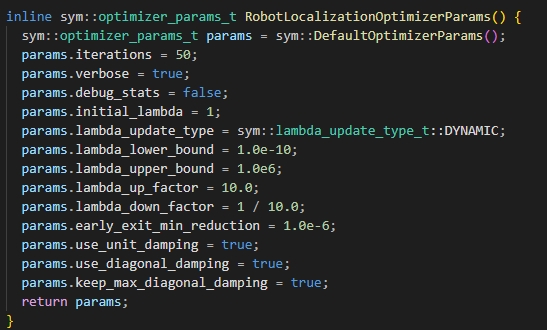 inline sym::optimizer_params_t RobotLocalizationOptimizerParams() {
  sym::optimizer_params_t params = sym::DefaultOptimizerParams();
  params.iterations = 50;
  params.verbose = true;
  params.debug_stats = false;
  params.initial_lambda = 1;
  params.lambda_update_type = sym::lambda_update_type_t::DYNAMIC;
  params.lambda_lower_bound = 1.0e-10;
  params.lambda_upper_bound = 1.0e6;
  params.lambda_up_factor = 10.0;
  params.lambda_down_factor = 1 / 10.0;
  params.early_exit_min_reduction = 1.0e-6;
  params.use_unit_damping = true;
  params.use_diagonal_damping = true;
  params.keep_max_diagonal_damping = true;
  return params;
}